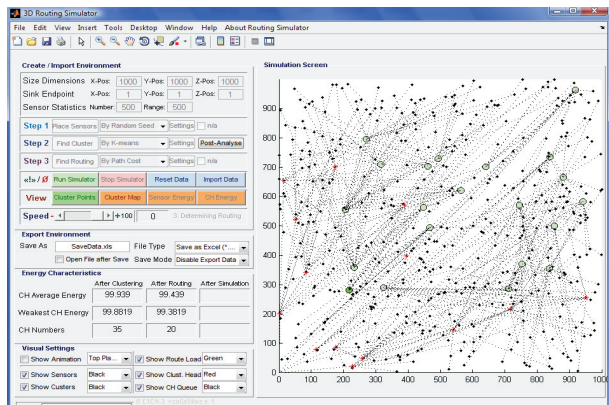 3D Routing Simulator
File Edit View Insert Tools Desktop Window Help About Routing Simulator
Create / Import Environment
Size Dimensions X-Pos: 1000 Y-Pos: 1000 Z-Pos: 1000
Sink Endpoint X-Pos: 1 Y-Pos: 1 Z-Pos: 1
Sensor Statistics Number: 500 Range: 500
Step 1 Place Sensors By Random Seed Settings n/a
Step 2 Find Cluster By K-means Settings Post-Analyse
Step 3 Find Routing By Path Cost Settings n/a
«!» / Ø Run Simulator Stop Simulator Reset Data Import Data
View Cluster Points Cluster Map Sensor Energy CH Energy
Speed - +100 0 3. Determining Routing
Export Environment
Save As SaveData.xls File Type Save as Excel (*....
Open File after Save Save Mode Disable Export Data
Energy Characteristics
After Clustering After Routing After Simulation
CH Average Energy 99.939 99.439
Weakest CH Energy 99.8819 99.3819
CH Numbers 35 20
Visual Settings
Show Animation Top Plas... Show Route Load Green
Show Sensors Black Show Clust. Head Red
Show Custers Black Show CH Queue Black
Simulation Screen
900
800
700
600
500
400
300
200
100
0
0 100 200 300 400 500 600 700 800 900 1000